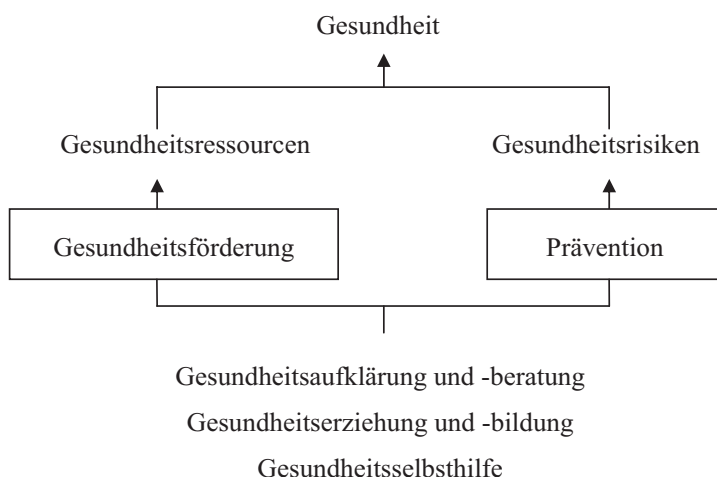 Gesundheit
Gesundheitsressourcen
Gesundheitsrisiken
Gesundheitsförderung
Prävention
Gesundheitsaufklärung und -beratung
Gesundheitserziehung und -bildung
Gesundheitsselbsthilfe